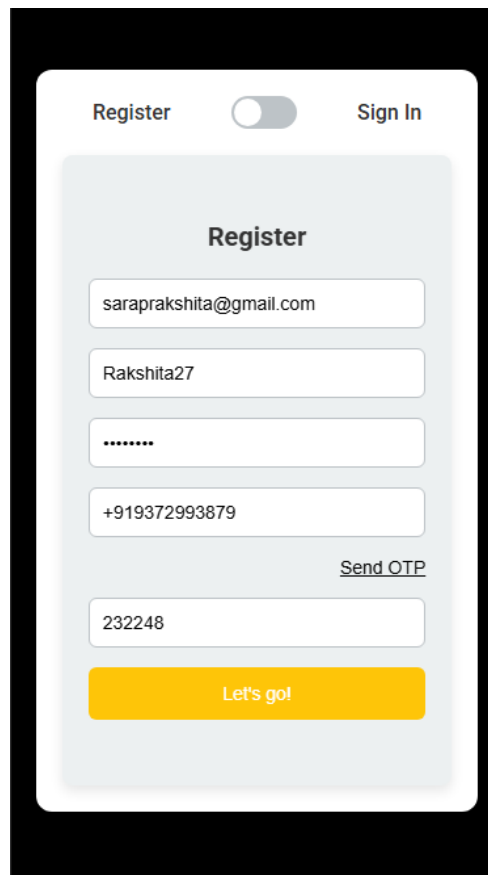 Register Sign In
Register
saraprakshita@gmail.com
Rakshita27
••••••••
+919372993879
Send OTP
232248
Let's go!